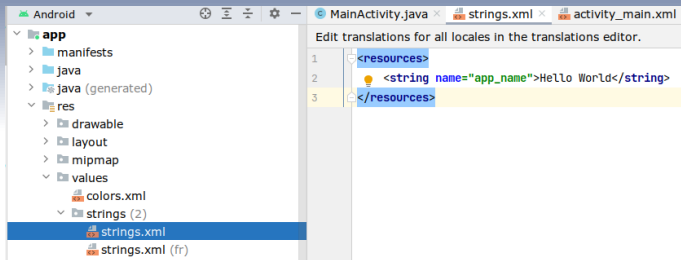 Android
app
manifests
java
java (generated)
res
drawable
layout
mipmap
values
colors.xml
strings (2)
strings.xml
strings.xml (fr)
MainActivity.java
strings.xml
activity_main.xml
Edit translations for all locales in the translations editor.
1 <resources>
2 <string name="app_name">Hello World</string>
3 </resources>